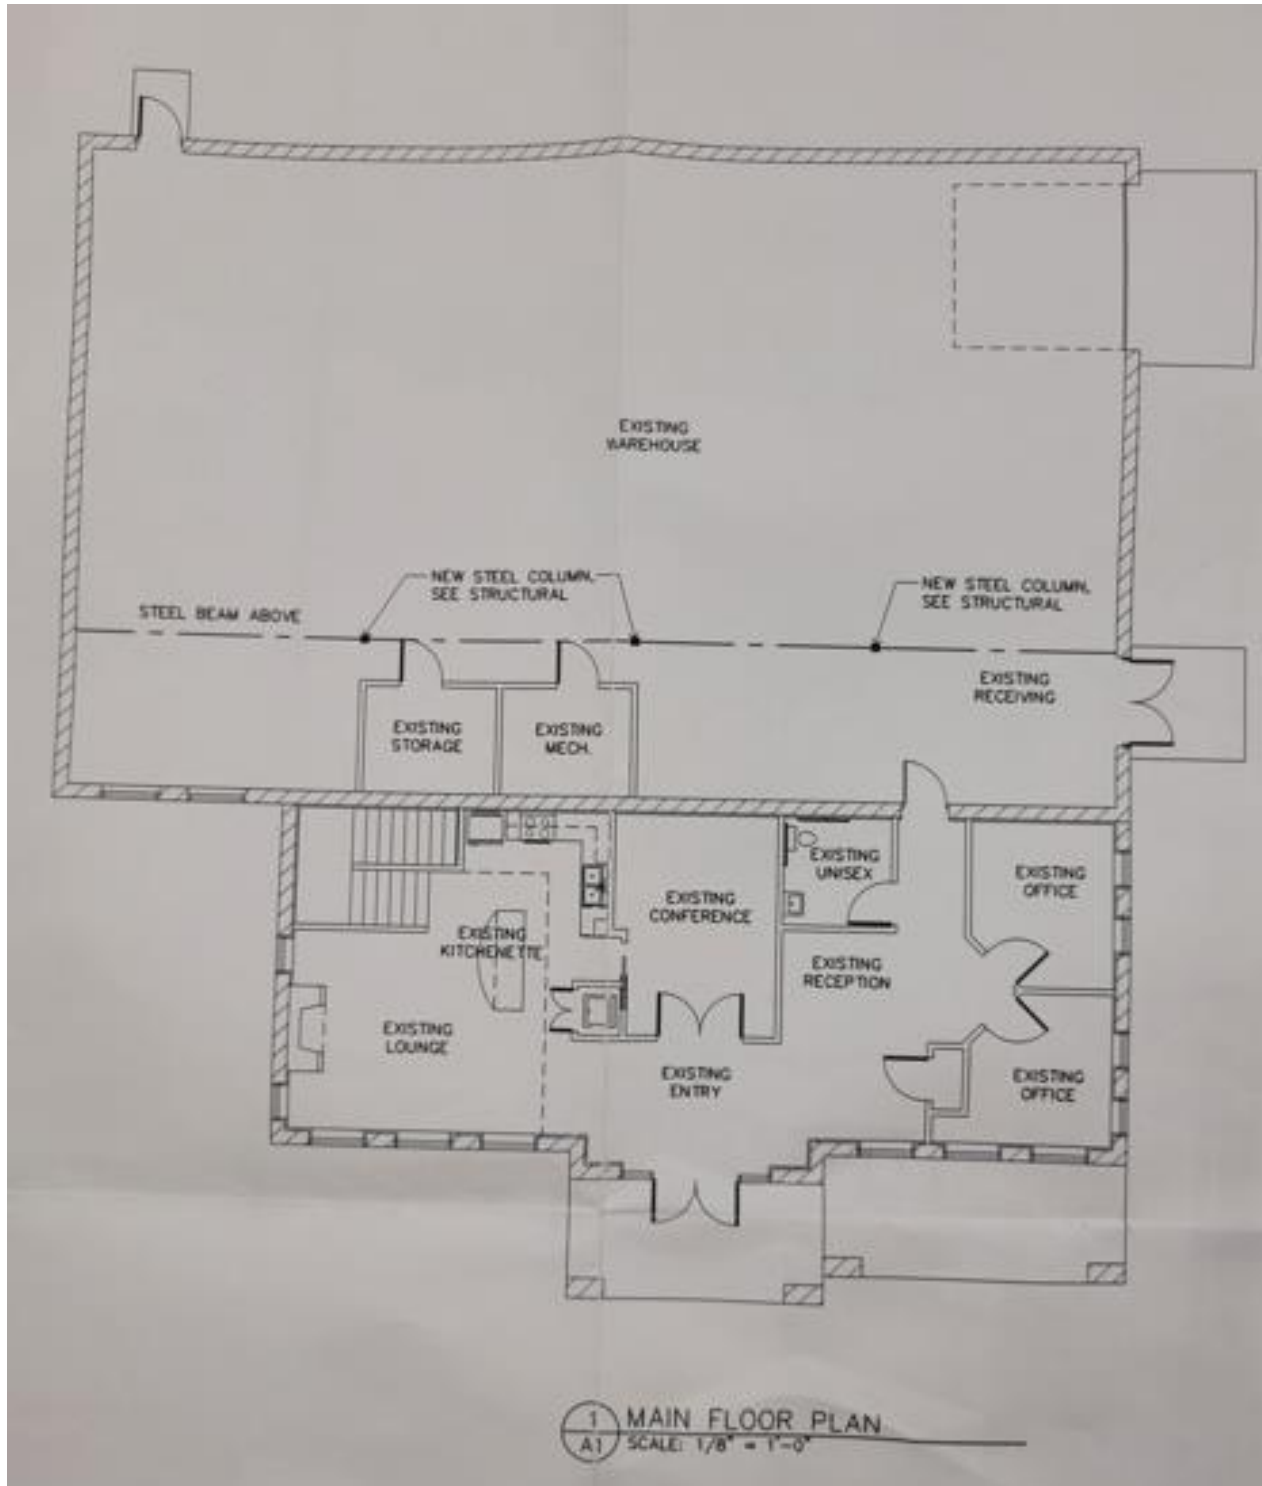 EXISTING
WAREHOUSE
NEW STEEL COLUMN,
SEE STRUCTURAL
NEW STEEL COLUMN,
SEE STRUCTURAL
STEEL BEAM ABOVE
EXISTING
RECEIVING
EXISTING
STORAGE
EXISTING
MECH.
EXISTING
UNISEX
EXISTING
OFFICE
EXISTING
CONFERENCE
EXISTING
KITCHENETTE
EXISTING
RECEPTION
EXISTING
LOUNGE
EXISTING
ENTRY
EXISTING
OFFICE
1
A1
MAIN FLOOR PLAN
SCALE: 1/8" = 1'-0"